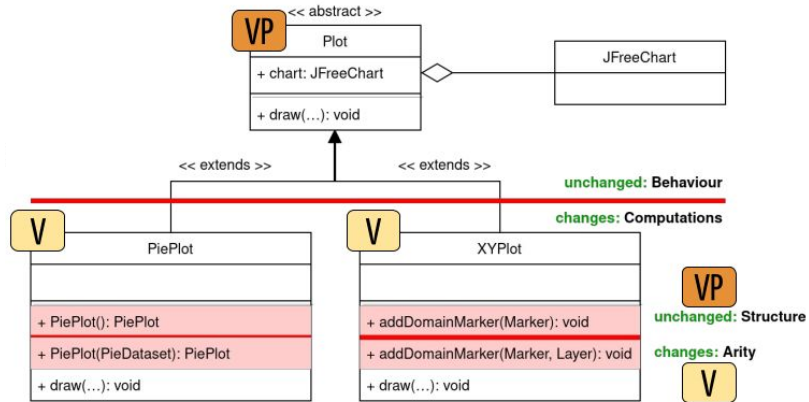 << abstract >>
VP
Plot
+ chart: JFreeChart
+ draw(...): void
JFreeChart
<< extends >>
<< extends >>
unchanged: Behaviour
changes: Computations
V
PiePlot
+ PiePlot(): PiePlot
+ PiePlot(PieDataset): PiePlot
+ draw(...): void
V
XYPlot
+ addDomainMarker(Marker): void
+ addDomainMarker(Marker, Layer): void
+ draw(...): void
VP
unchanged: Structure
changes: Arity
V